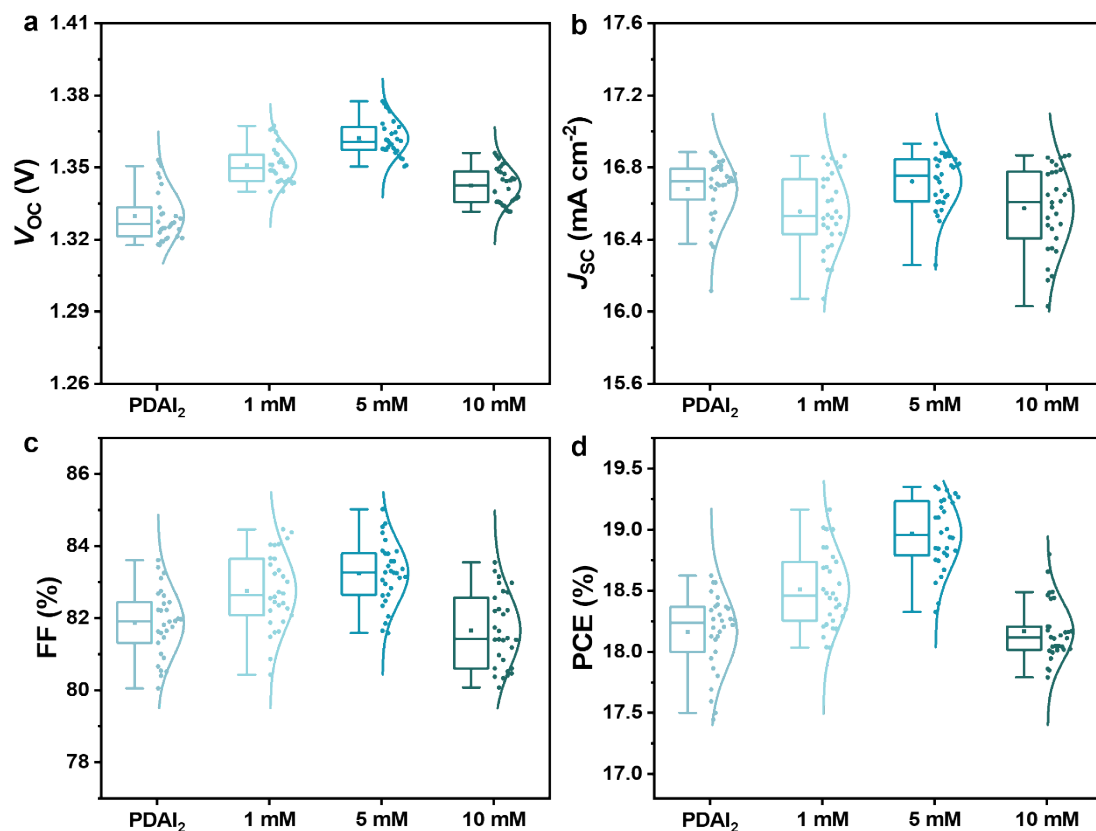 a
1.41
1.38
1.35
1.32
1.29
1.26
VOC (V)
PDAI2 1 mM 5 mM 10 mM
b
17.6
17.2
16.8
16.4
16.0
15.6
JSC (mA cm-2)
PDAI2 1 mM 5 mM 10 mM
c
86
84
82
80
78
FF (%)
PDAI2 1 mM 5 mM 10 mM
d
19.5
19.0
18.5
18.0
17.5
17.0
PCE (%)
PDAI2 1 mM 5 mM 10 mM